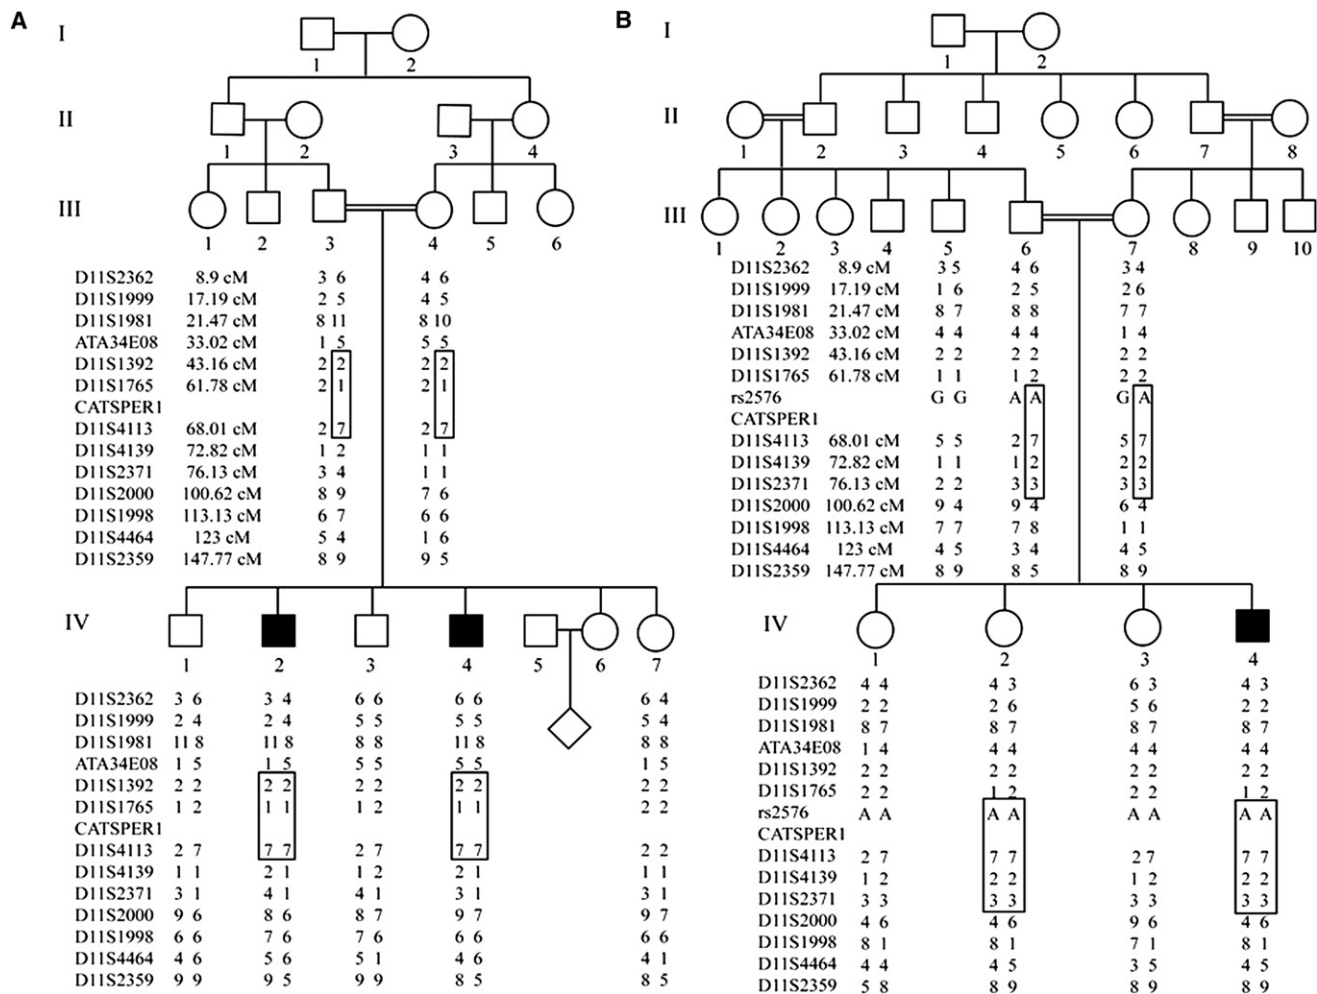 A
I
1 2
II
1 2 3 4
III
1 2 3 4 5 6
D11S2362 8.9 cM 3 6 4 6
D11S1999 17.19 cM 2 5 4 5
D11S1981 21.47 cM 8 11 8 10
ATA34E08 33.02 cM 1 5 5 5
D11S1392 43.16 cM 2 2 2 2
D11S1765 61.78 cM 2 1 2 1
CATSPER1
D11S4113 68.01 cM 2 7 2 7
D11S4139 72.82 cM 1 2 1 1
D11S2371 76.13 cM 3 4 1 1
D11S2000 100.62 cM 8 9 7 6
D11S1998 113.13 cM 6 7 6 6
D11S4464 123 cM 5 4 1 6
D11S2359 147.77 cM 8 9 9 5
IV
1 2 3 4 5 6 7
D11S2362 3 6 3 4 6 6 6 6 6 4
D11S1999 2 4 2 4 5 5 5 5 5 4
D11S1981 11 8 11 8 8 8 11 8 8 8
ATA34E08 1 5 1 5 5 5 5 5 1 5
D11S1392 2 2 2 2 2 2 2 2 2 2
D11S1765 1 2 1 1 1 2 1 1 2 2
CATSPER1
D11S4113 2 7 7 7 2 7 7 7 2 2
D11S4139 1 1 2 1 1 2 2 1 1 1
D11S2371 3 1 4 1 4 1 3 1 3 1
D11S2000 9 6 8 6 8 7 9 7 9 7
D11S1998 6 6 7 6 7 6 6 6 6 6
D11S4464 4 6 5 6 5 1 4 6 4 1
D11S2359 9 9 9 5 9 9 8 5 8 5
B
I
1 2
II
1 2 3 4 5 6 7 8
III
1 2 3 4 5 6 7 8 9 10
D11S2362 8.9 cM 3 5 4 6 3 4
D11S1999 17.19 cM 1 6 2 5 2 6
D11S1981 21.47 cM 8 7 8 8 7 7
ATA34E08 33.02 cM 4 4 4 4 1 4
D11S1392 43.16 cM 2 2 2 2 2 2
D11S1765 61.78 cM 1 1 1 2 2 2
rs2576 G G A A G A
CATSPER1
D11S4113 68.01 cM 5 5 2 7 5 7
D11S4139 72.82 cM 1 1 1 2 2 2
D11S2371 76.13 cM 2 2 3 3 3 3
D11S2000 100.62 cM 9 4 9 4 6 4
D11S1998 113.13 cM 7 7 7 8 1 1
D11S4464 123 cM 4 5 3 4 4 5
D11S2359 147.77 cM 8 9 8 5 8 9
IV
1 2 3 4
D11S2362 4 4 4 3 6 3 4 3
D11S1999 2 2 2 6 5 6 2 2
D11S1981 8 7 8 7 8 7 8 7
ATA34E08 1 4 4 4 4 4 4 4
D11S1392 2 2 2 2 2 2 2 2
D11S1765 2 2 1 2 2 2 1 2
rs2576 A A A A A A A A
CATSPER1
D11S4113 2 7 7 7 2 7 7 7
D11S4139 1 2 2 2 1 2 2 2
D11S2371 3 3 3 3 3 3 3 3
D11S2000 4 6 4 6 9 6 4 6
D11S1998 8 1 8 1 7 1 8 1
D11S4464 4 4 4 5 3 5 4 5
D11S2359 5 8 8 9 8 9 8 9